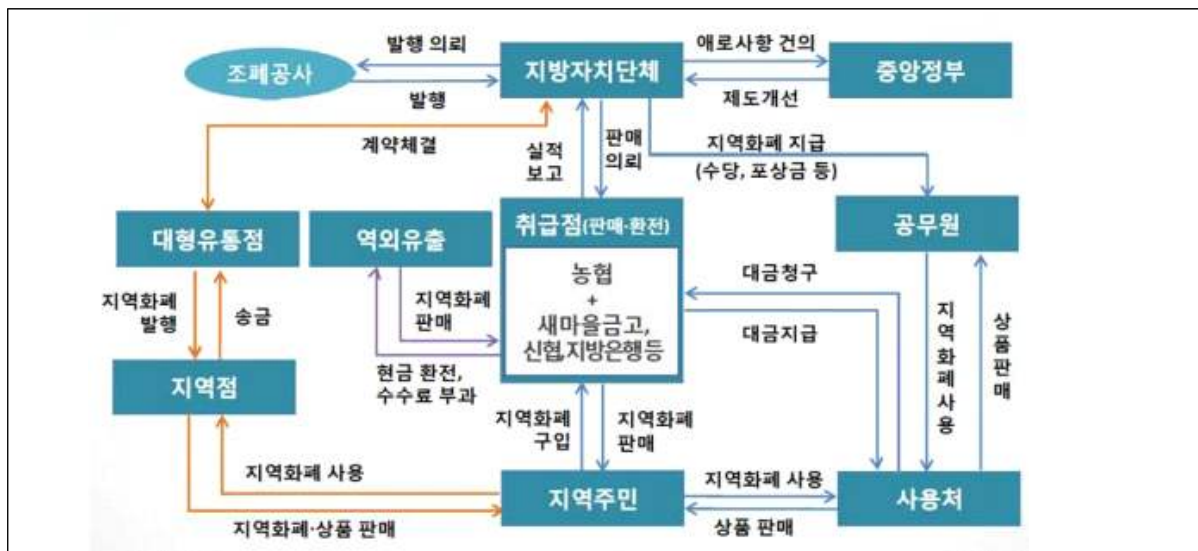 발행 의뢰
애로사항 건의
조폐공사
지방자치단체
중앙정부
발행
제도개선
계약체결
실적
보고
판매
의뢰
지역화폐 지급
(수당, 포상금 등)
대형유통점
역외유출
취급점(판매·환전)
공무원
농협
+
새마을금고,
신협,지방은행등
지역화폐
발행
송금
지역화폐
판매
대금청구
대금지급
지역화폐사용
상품판매
지역점
현금 환전,
수수료 부과
지역화폐
구입
지역화폐
판매
지역화폐 사용
지역주민
지역화폐 사용
사용처
지역화폐·상품 판매
상품 판매